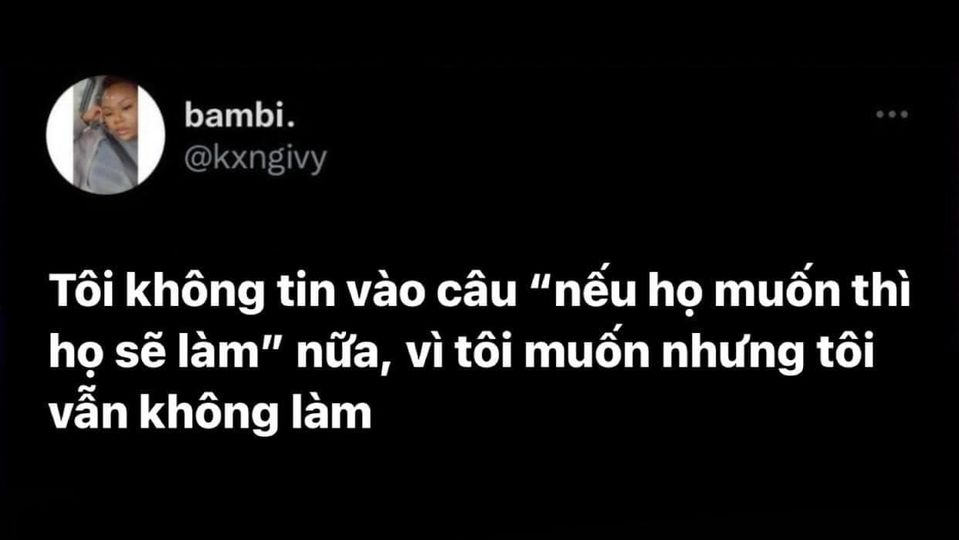 bambi.
@kxngivy
Tôi không tin vào câu “nếu họ muốn thì
họ sẽ làm” nữa, vì tôi muốn nhưng tôi
vẫn không làm